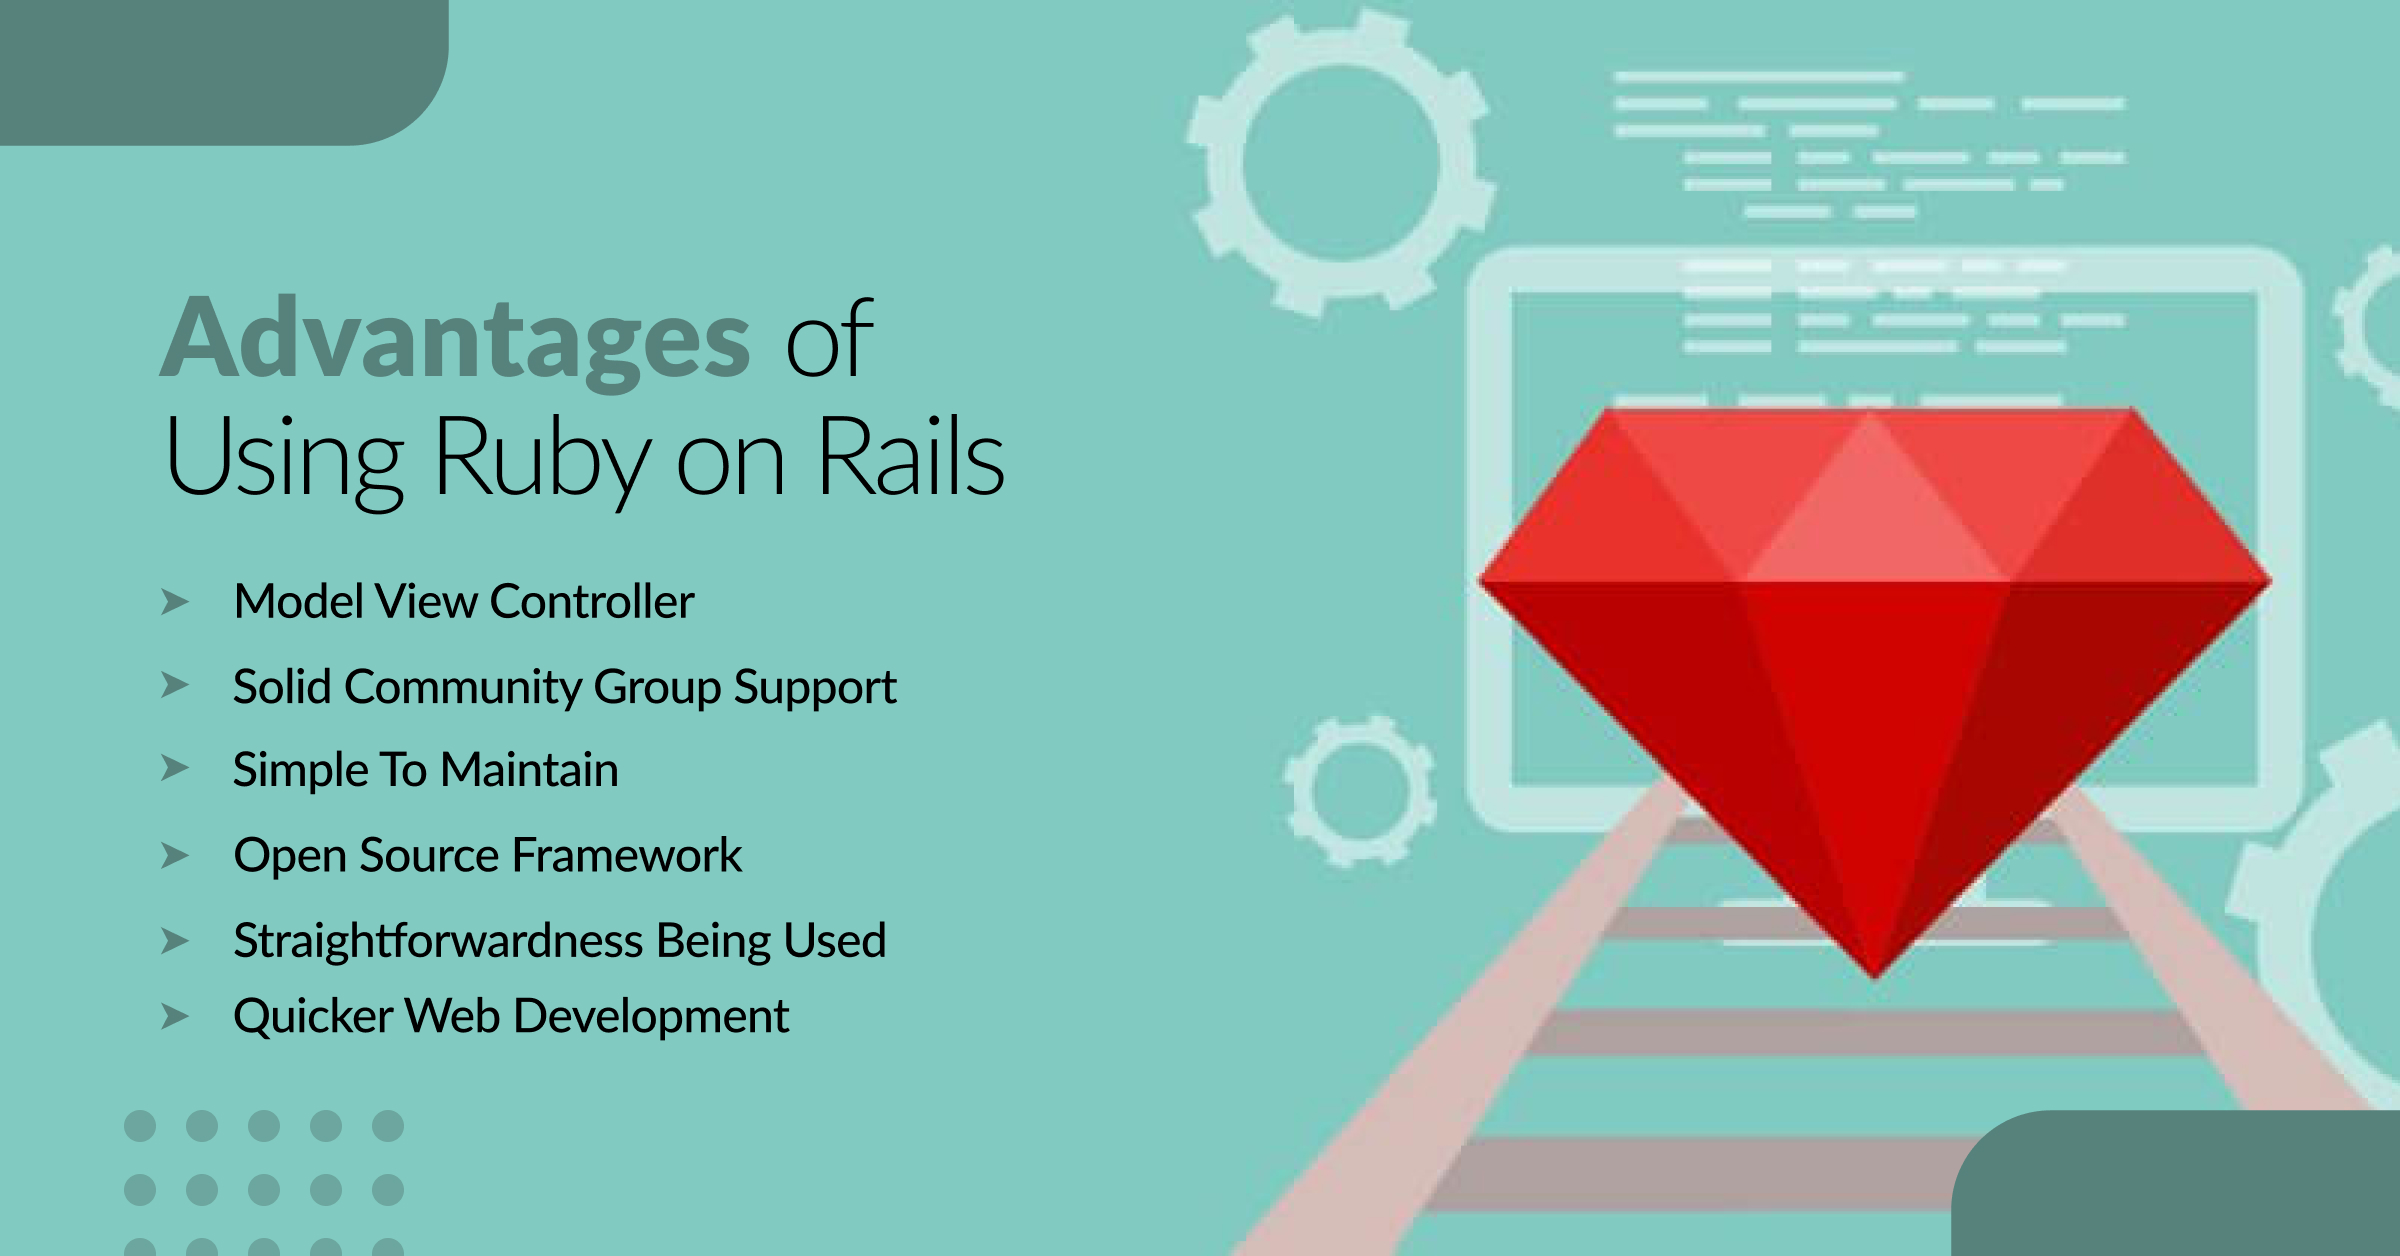 Advantages of
Using Ruby on Rails
Model View Controller
Solid Community Group Support
Simple To Maintain
Open Source Framework
Straightforwardness Being Used
Quicker Web Development